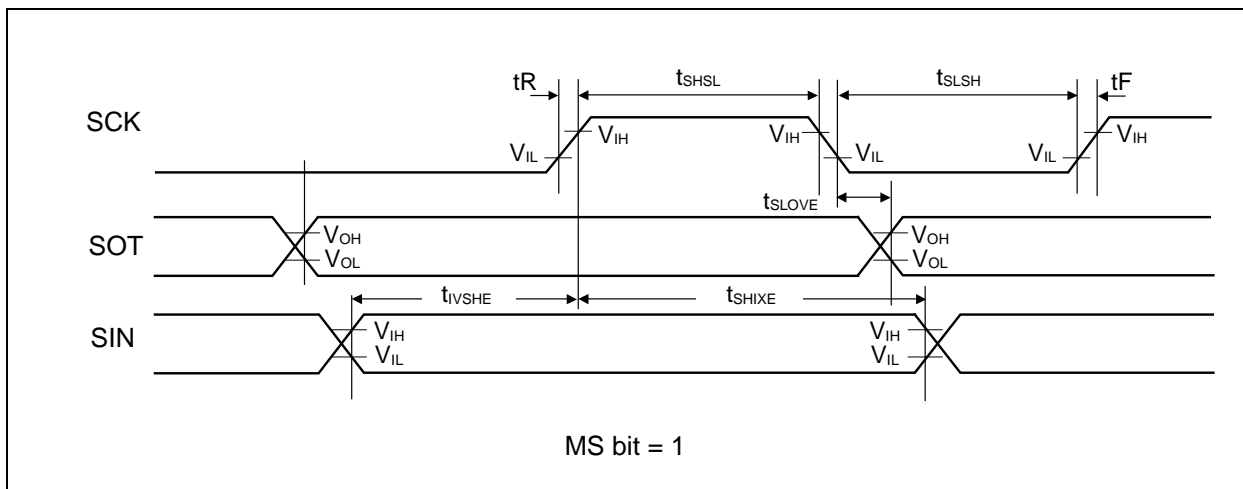 tR tSHSL tSLSH tF
SCK VIH VIH VIH
VIL VIL VIL
tSLOVE
SOT VOH VOH
VOL VOL
tIVSHE tSHIXE
SIN VIH VIH
VIL VIL
MS bit = 1